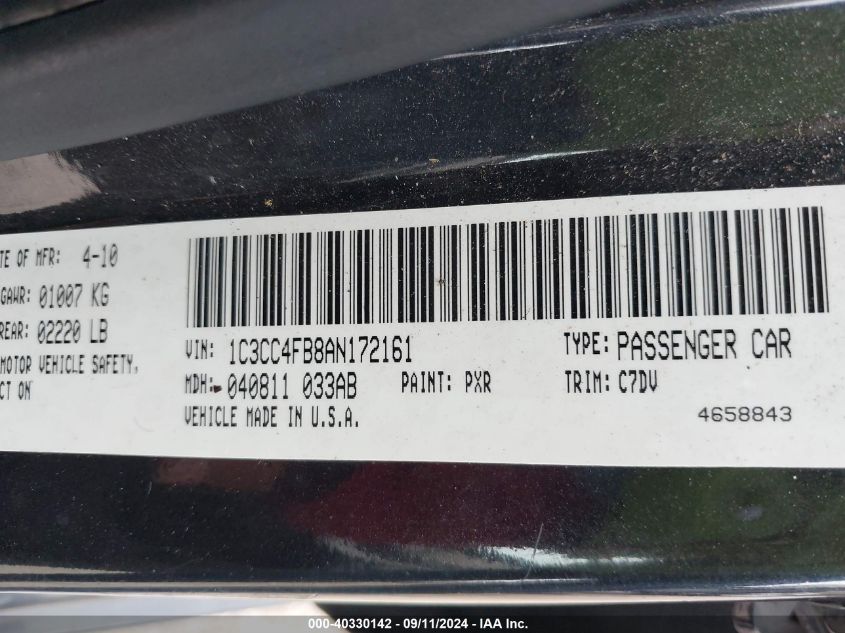 TE OF MFR: 4-10
GAWR: 01007 KG
REAR: 02220 LB
MOTOR VEHICLE SAFETY,
CT ON
VIN: 1C3CC4FB8AN172161 TYPE: PASSENGER CAR
MDH: 040811 033AB PAINT: PXR TRIM: C7DV
VEHICLE MADE IN U.S.A. 4658843
000-40330142 - 09/11/2024 - IAA Inc.